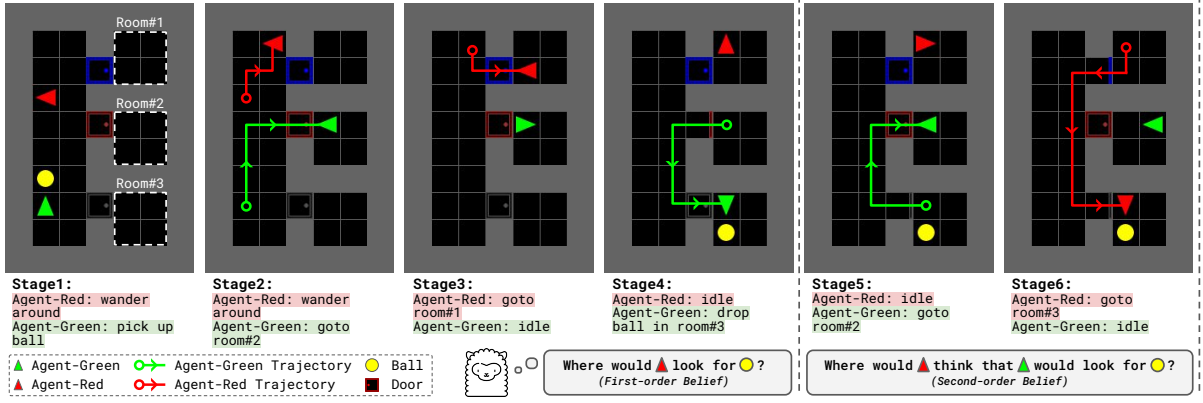 Room#1
Room#2
Room#3
Stage1:
Agent-Red: wander
around
Agent-Green: pick up
ball
Stage2:
Agent-Red: wander
around
Agent-Green: goto
room#2
Stage3:
Agent-Red: goto
room#1
Agent-Green: idle
Stage4:
Agent-Red: idle
Agent-Green: drop
ball in room#3
Stage5:
Agent-Red: idle
Agent-Green: goto
room#2
Stage6:
Agent-Red: goto
room#3
Agent-Green: idle
Agent-Green Agent-Green Trajectory Ball
Agent-Red Agent-Red Trajectory Door
Where would look for ?
(First-order Belief)
Where would think that would look for ?
(Second-order Belief)